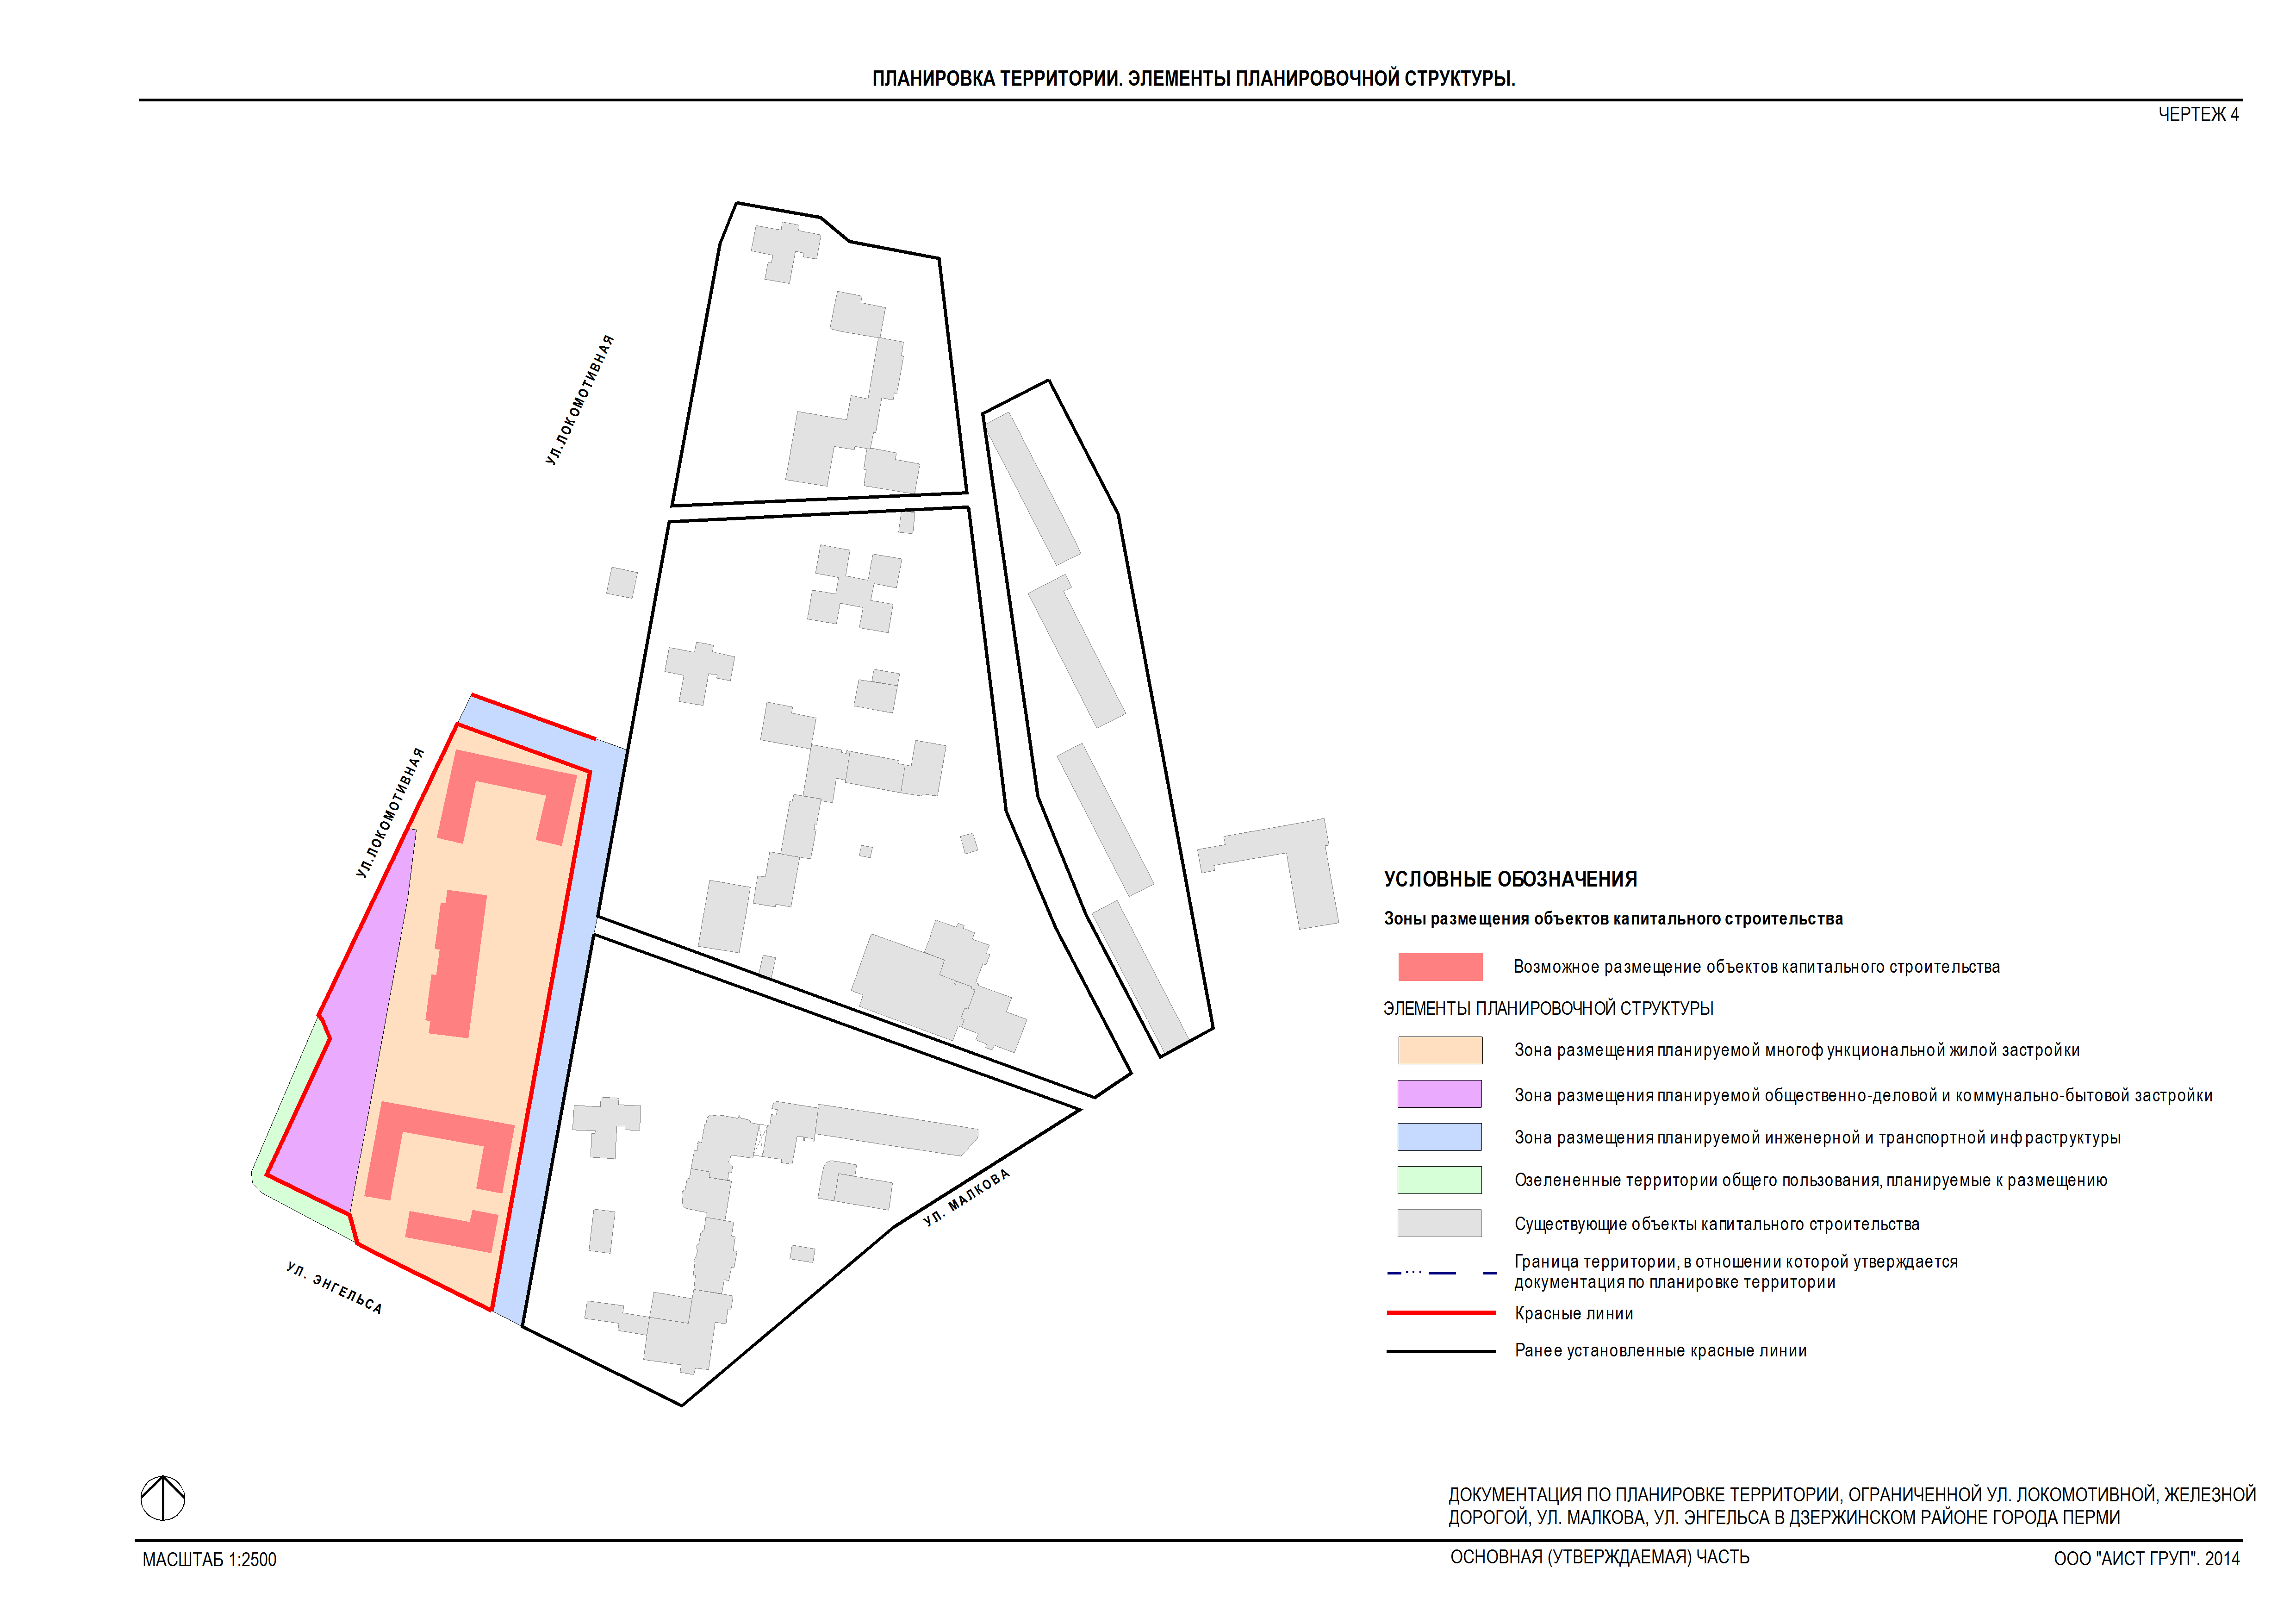 ПЛАНИРОВКА ТЕРРИТОРИИ. ЭЛЕМЕНТЫ ПЛАНИРОВОЧНОЙ СТРУКТУРЫ.
ЧЕРТЕЖ 4
УЛ.ЛОКОМОТИВНАЯ
УЛ.ЛОКОМОТИВНАЯ
УЛ. МАЛКОВА
УЛ. ЭНГЕЛЬСА
УСЛОВНЫЕ ОБОЗНАЧЕНИЯ
Зоны размещения объектов капитального строительства
Возможное размещение объектов капитального строительства
ЭЛЕМЕНТЫ ПЛАНИРОВОЧНОЙ СТРУКТУРЫ
Зона размещения планируемой многофункциональной жилой застройки
Зона размещения планируемой общественно-деловой и коммунально-бытовой застройки
Зона размещения планируемой инженерной и транспортной инфраструктуры
Озелененные территории общего пользования, планируемые к размещению
Существующие объекты капитального строительства
Граница территории, в отношении которой утверждается
документация по планировке территории
Красные линии
Ранее установленные красные линии
ДОКУМЕНТАЦИЯ ПО ПЛАНИРОВКЕ ТЕРРИТОРИИ, ОГРАНИЧЕННОЙ УЛ. ЛОКОМОТИВНОЙ, ЖЕЛЕЗНОЙ
ДОРОГОЙ, УЛ. МАЛКОВА, УЛ. ЭНГЕЛЬСА В ДЗЕРЖИНСКОМ РАЙОНЕ ГОРОДА ПЕРМИ
МАСШТАБ 1:2500
ОСНОВНАЯ (УТВЕРЖДАЕМАЯ) ЧАСТЬ
ООО "АИСТ ГРУП". 2014